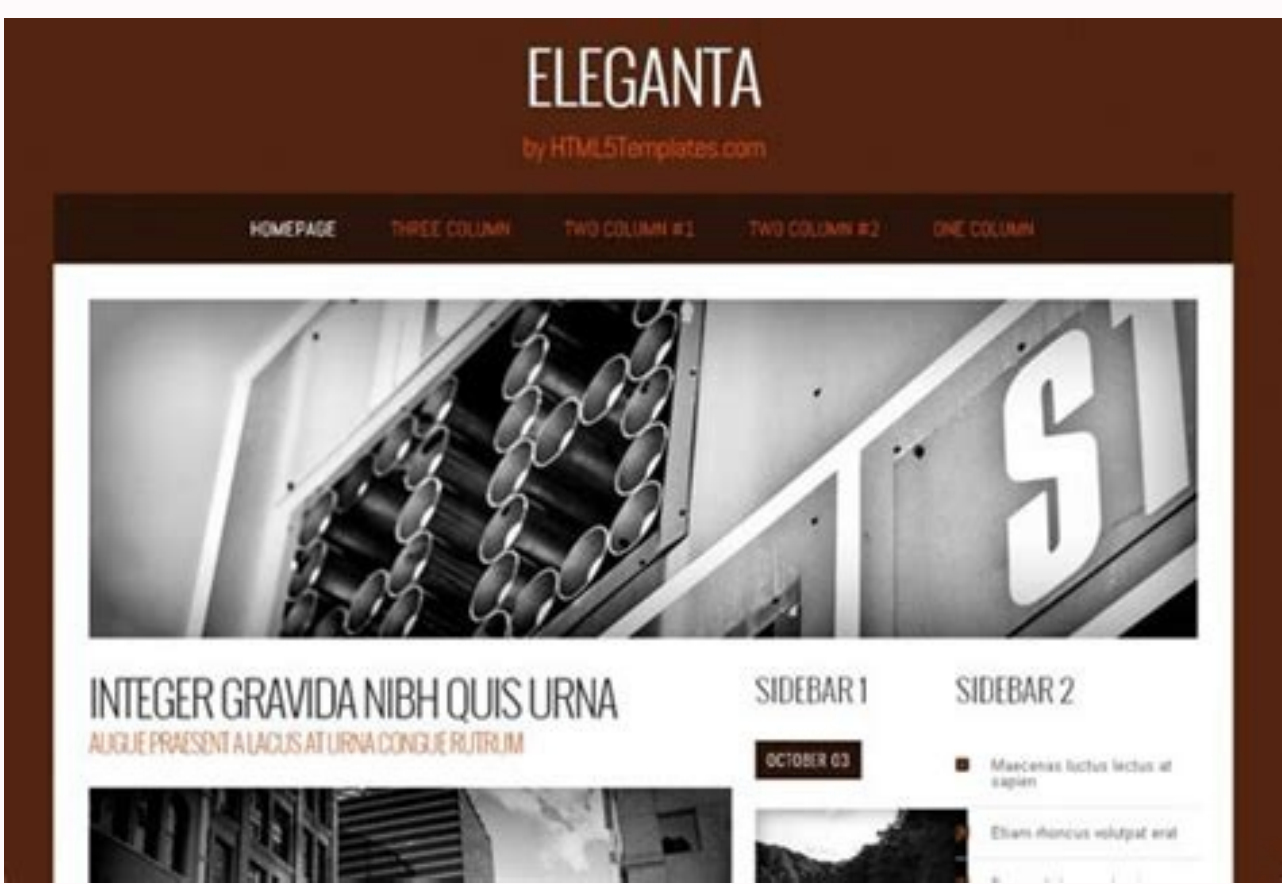 ELEGANTA
by HTML5Templates.com
HOMEPAGE THREE COLUMN TWO COLUMN #1 TWO COLUMN #2 ONE COLUMN
INTEGER GRAVIDA NIBH QUIS URNA
AUGUE PRAESENT A LACUS AT URNA CONGUE RUTRUM
SIDEBAR 1
OCTOBER 03
SIDEBAR 2
Maecenas luctus lectus at
sapien
Etiam rhoncus volutpat erat